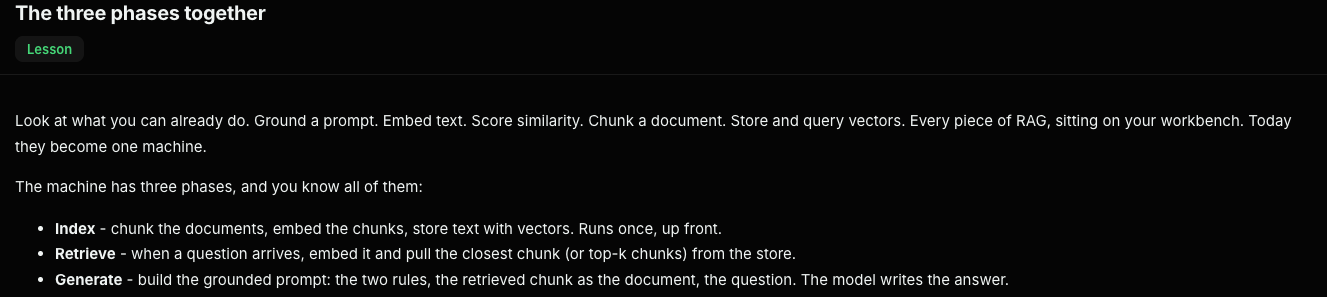 The three phases together
Lesson
Look at what you can already do. Ground a prompt. Embed text. Score similarity. Chunk a document. Store and query vectors. Every piece of RAG, sitting on your workbench. Today
they become one machine.
The machine has three phases, and you know all of them:
• Index - chunk the documents, embed the chunks, store text with vectors. Runs once, up front.
• Retrieve - when a question arrives, embed it and pull the closest chunk (or top-k chunks) from the store.
• Generate - build the grounded prompt: the two rules, the retrieved chunk as the document, the question. The model writes the answer.